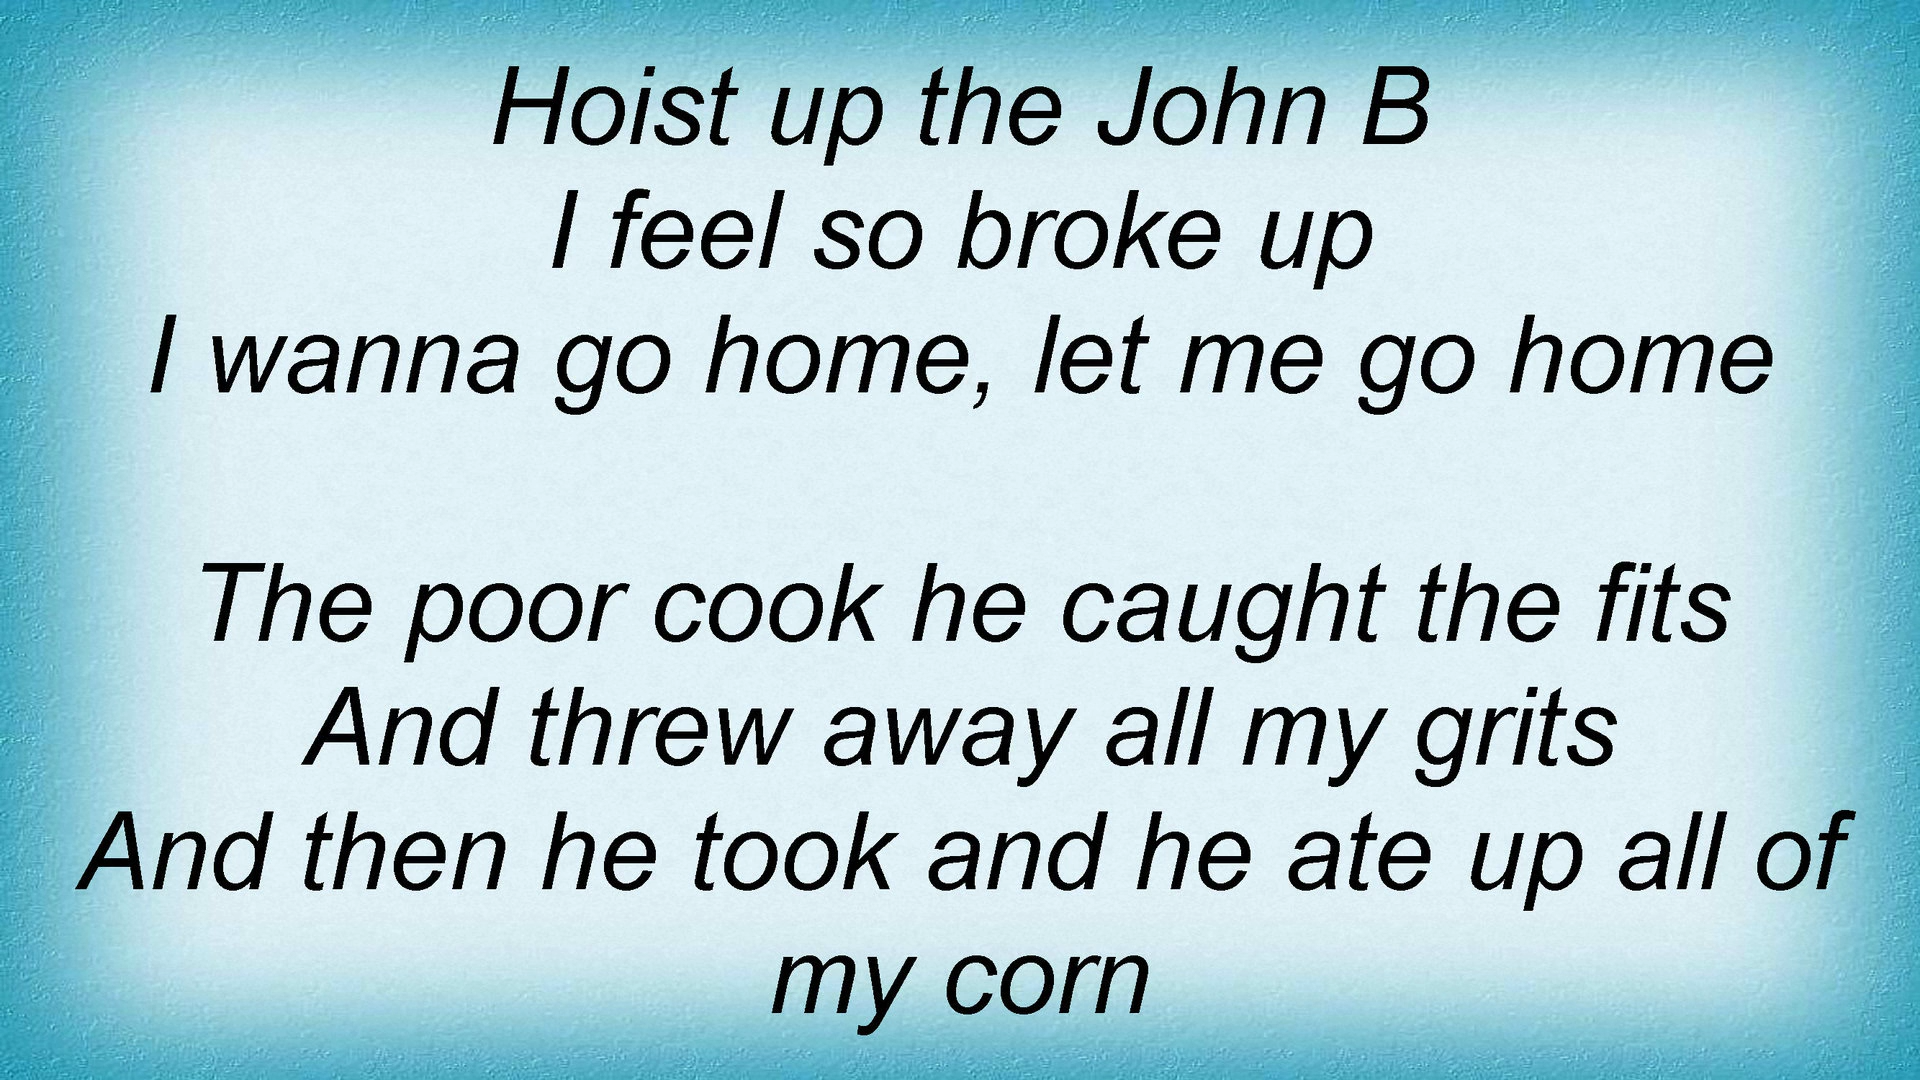 Hoist up the John B
I feel so broke up
I wanna go home, let me go home
The poor cook he caught the fits
And threw away all my grits
And then he took and he ate up all of
my corn